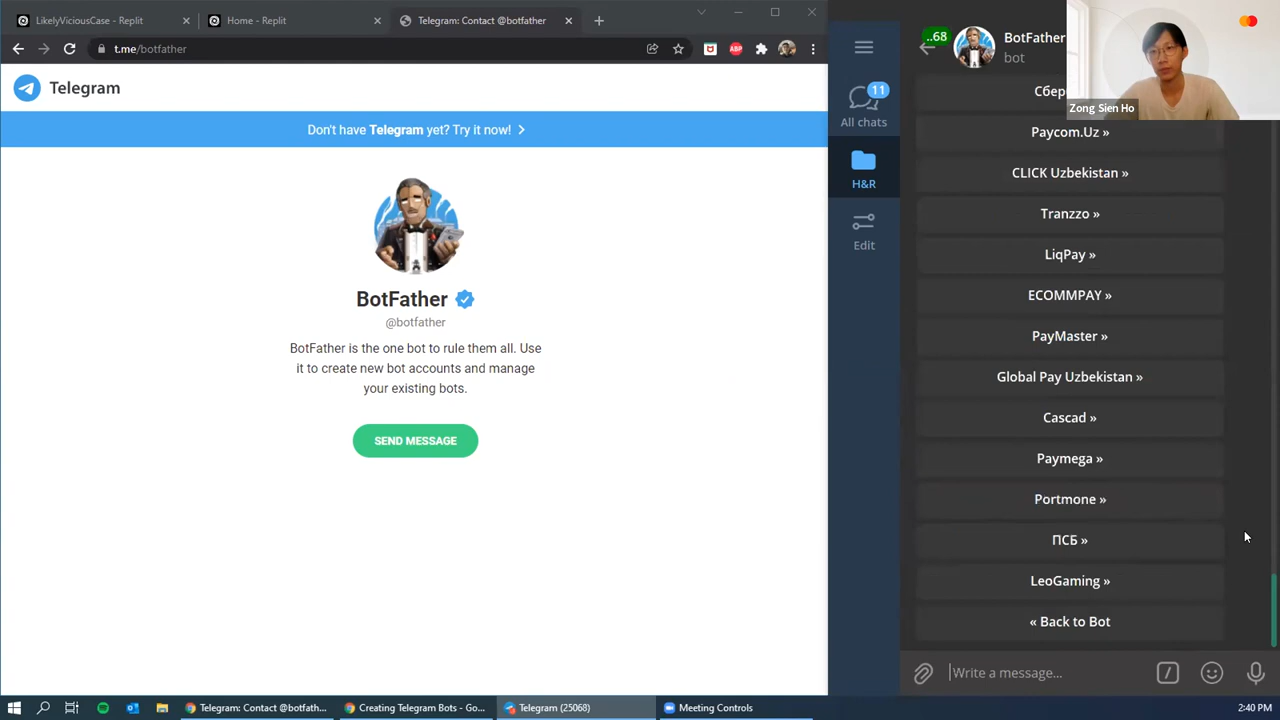 LikelyViciousCase - Replit
Home - Replit
Telegram: Contact @botfather
t.me/botfather
ABP
Telegram
Don't have Telegram yet? Try it now!
BotFather
@botfather
BotFather is the one bot to rule them all. Use
it to create new bot accounts and manage
your existing bots.
SEND MESSAGE
11
All chats
H&R
Edit
..68
BotFather
bot
Zong Sien Ho
Сбер
Paycom.Uz »
CLICK Uzbekistan »
Tranzzo »
LiqPay »
ECOMMPAY »
PayMaster »
Global Pay Uzbekistan »
Cascad »
Paymega »
Portmone »
ПСБ »
LeoGaming »
« Back to Bot
Write a message...
Telegram: Contact @botfath...
Creating Telegram Bots - Go...
Telegram (25068)
Meeting Controls
2:40 PM